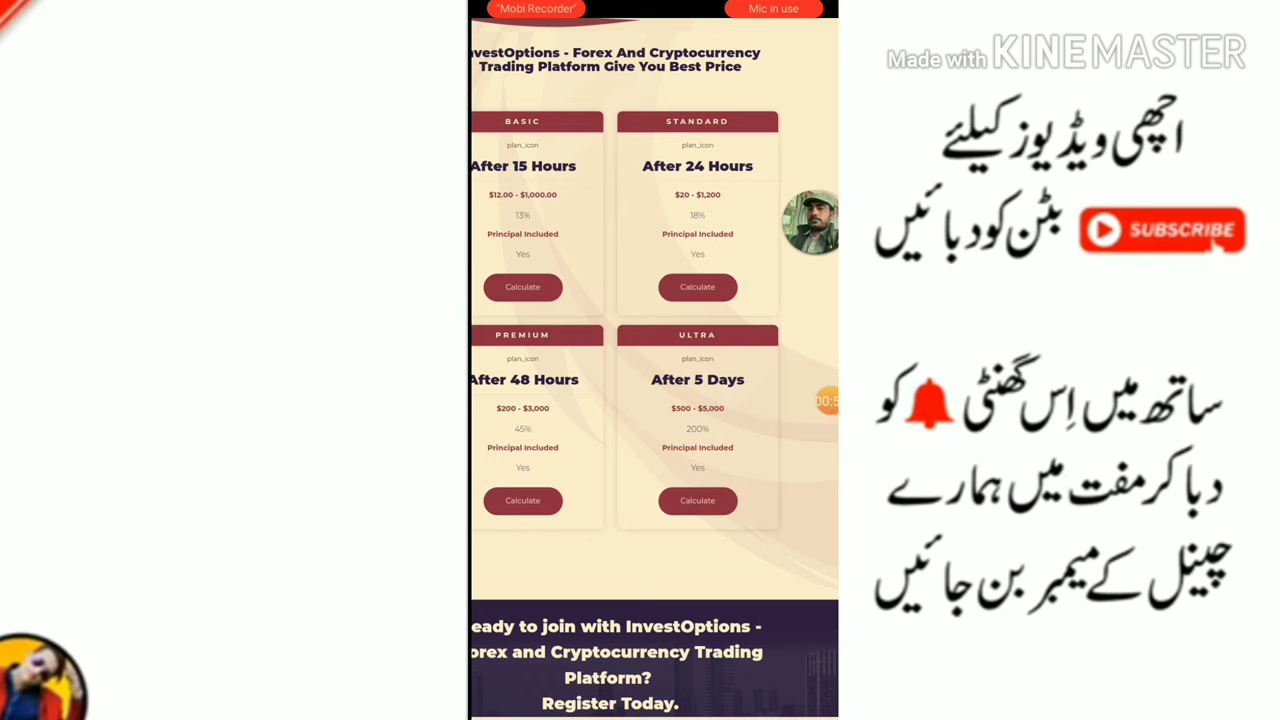 "Mobi Recorder"
Mic in use
nvestOptions - Forex And Cryptocurrency
Trading Platform Give You Best Price
BASIC
plan_icon
After 15 Hours
$12.00 - $1,000.00
13%
Principal Included
Yes
Calculate
STANDARD
plan_icon
After 24 Hours
$20 - $1,200
18%
Principal Included
Yes
Calculate
PREMIUM
plan_icon
After 48 Hours
$200 - $3,000
45%
Principal Included
Yes
Calculate
ULTRA
plan_icon
After 5 Days
$500 - $5,000
200%
Principal Included
Yes
Calculate
00:5
eady to join with InvestOptions -
orex and Cryptocurrency Trading
Platform?
Register Today.
Made with KINEMASTER
اچھی ویڈیوز کیلئے
بٹن کو دبائیں SUBSCRIBE
ساتھ میں اِس گھنٹی کو
دبا کر مفت میں ہمارے
چینل کے میمبر بن جائیں